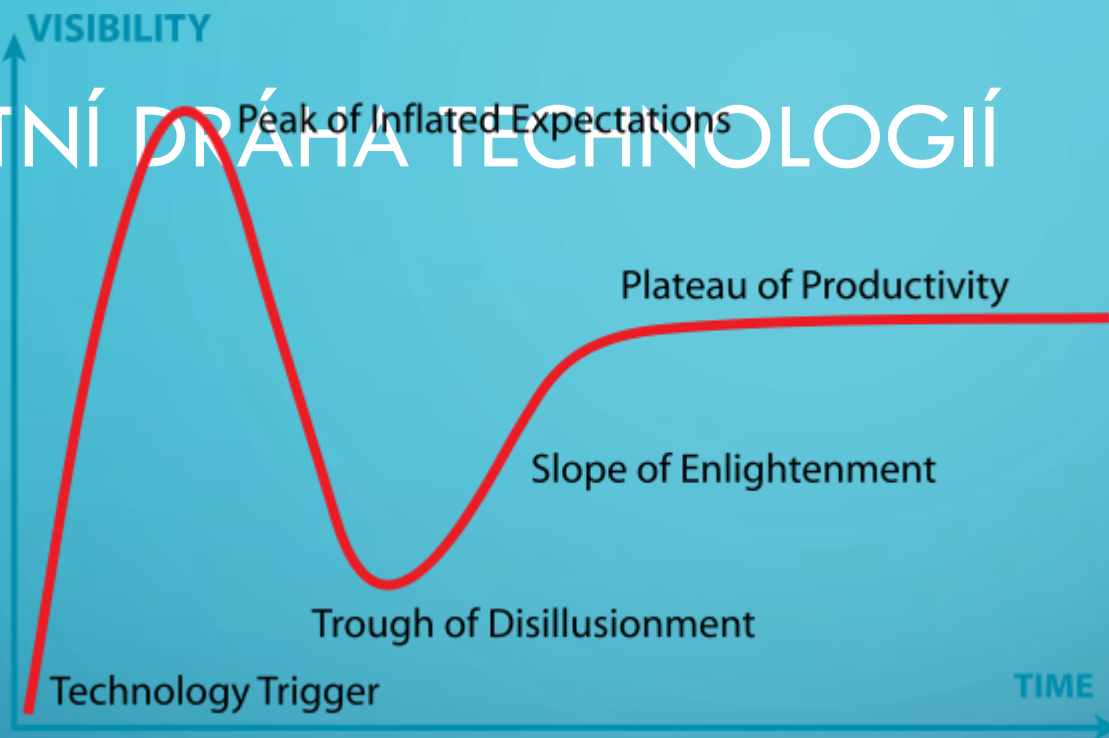 VISIBILITY
TNÍ DRÁHA TECHNOLOGIÍ
Peak of Inflated Expectations
Plateau of Productivity
Slope of Enlightenment
Trough of Disillusionment
Technology Trigger
TIME